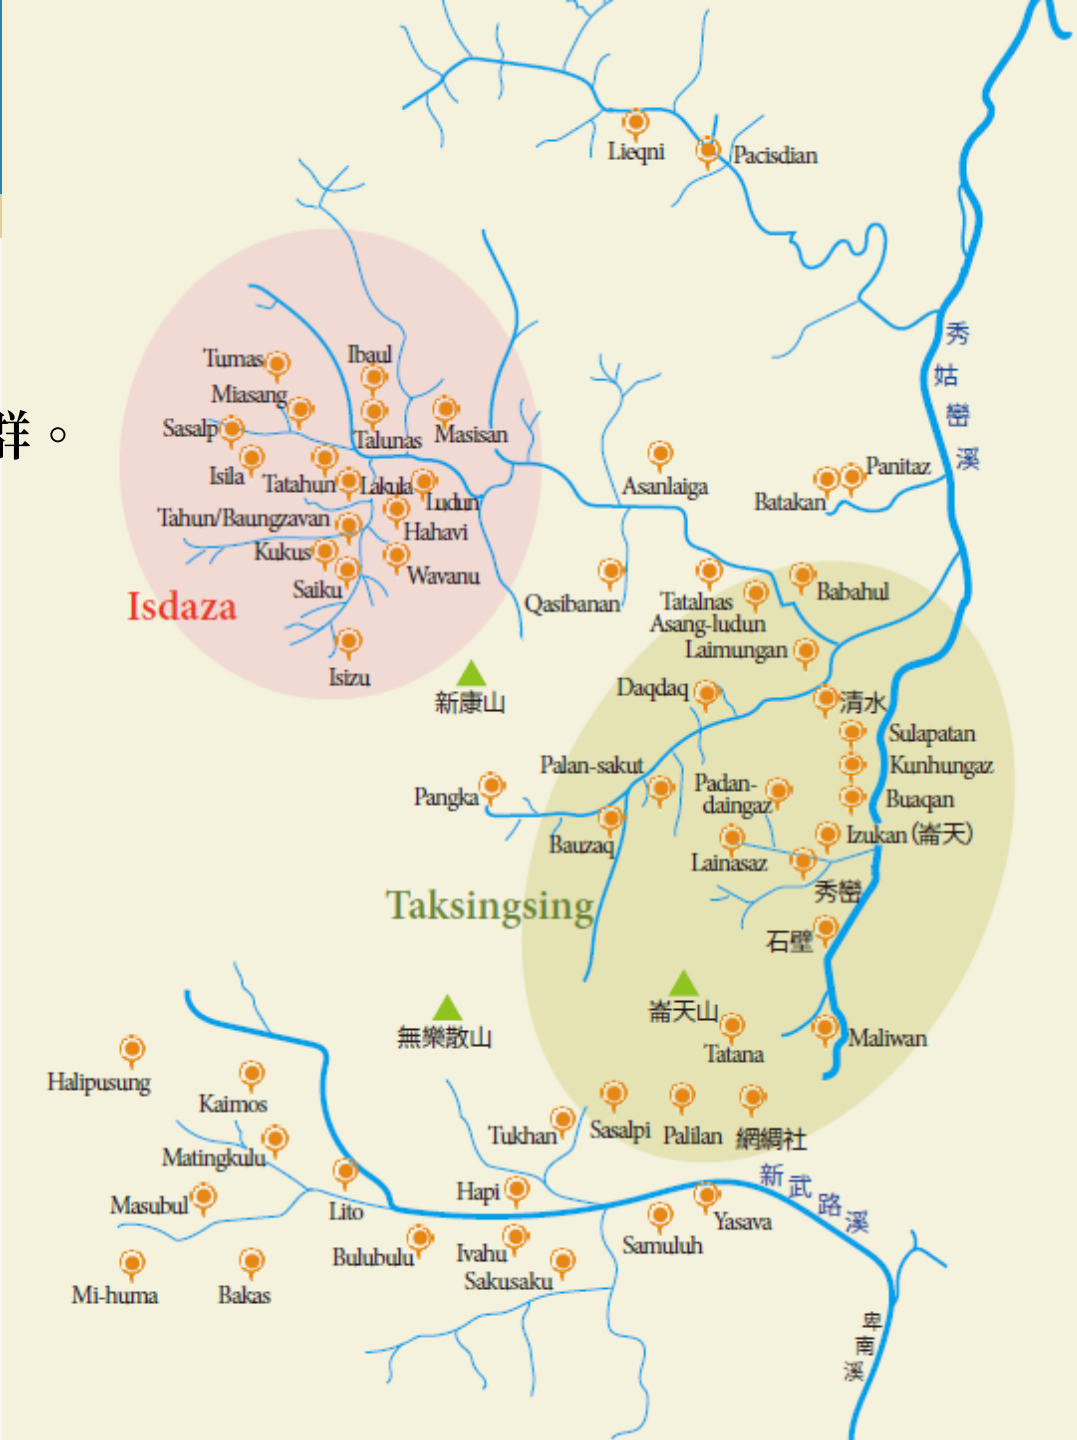 Lieqni
Pacisdian
秀姑巒溪
Tumas
Ibaul
Miasang
Sasalp
Talunas
Masisan
Isila
Tatahun
Lakula
Ludun
Tahun/Baungzavan
Hahavi
Kukus
Wavanu
Saiku
Isdaza
Isizu
群。
Asanlaiga
Panitaz
Batakan
Qasibanan
Tatalnas
Asang-ludun
Babahul
Laimungan
新康山
Daqdaq
清水
Sulapatan
Palan-sakut
Kunhungaz
Pangka
Padan-
daingaz
Buaqan
Bauzaq
Izukan(崙天)
Lainasaz
秀巒
Taksingsing
石壁
崙天山
無樂散山
Tatana
Maliwan
Halipusung
Kaimos
Sasalpi
Palilan
網綢社
Tukhan
Matingkulu
新武路溪
Masubul
Lito
Hapi
Yasava
Bulubulu
Ivahu
Samuluh
Sakusaku
Mi-huma
Bakas
卑南溪